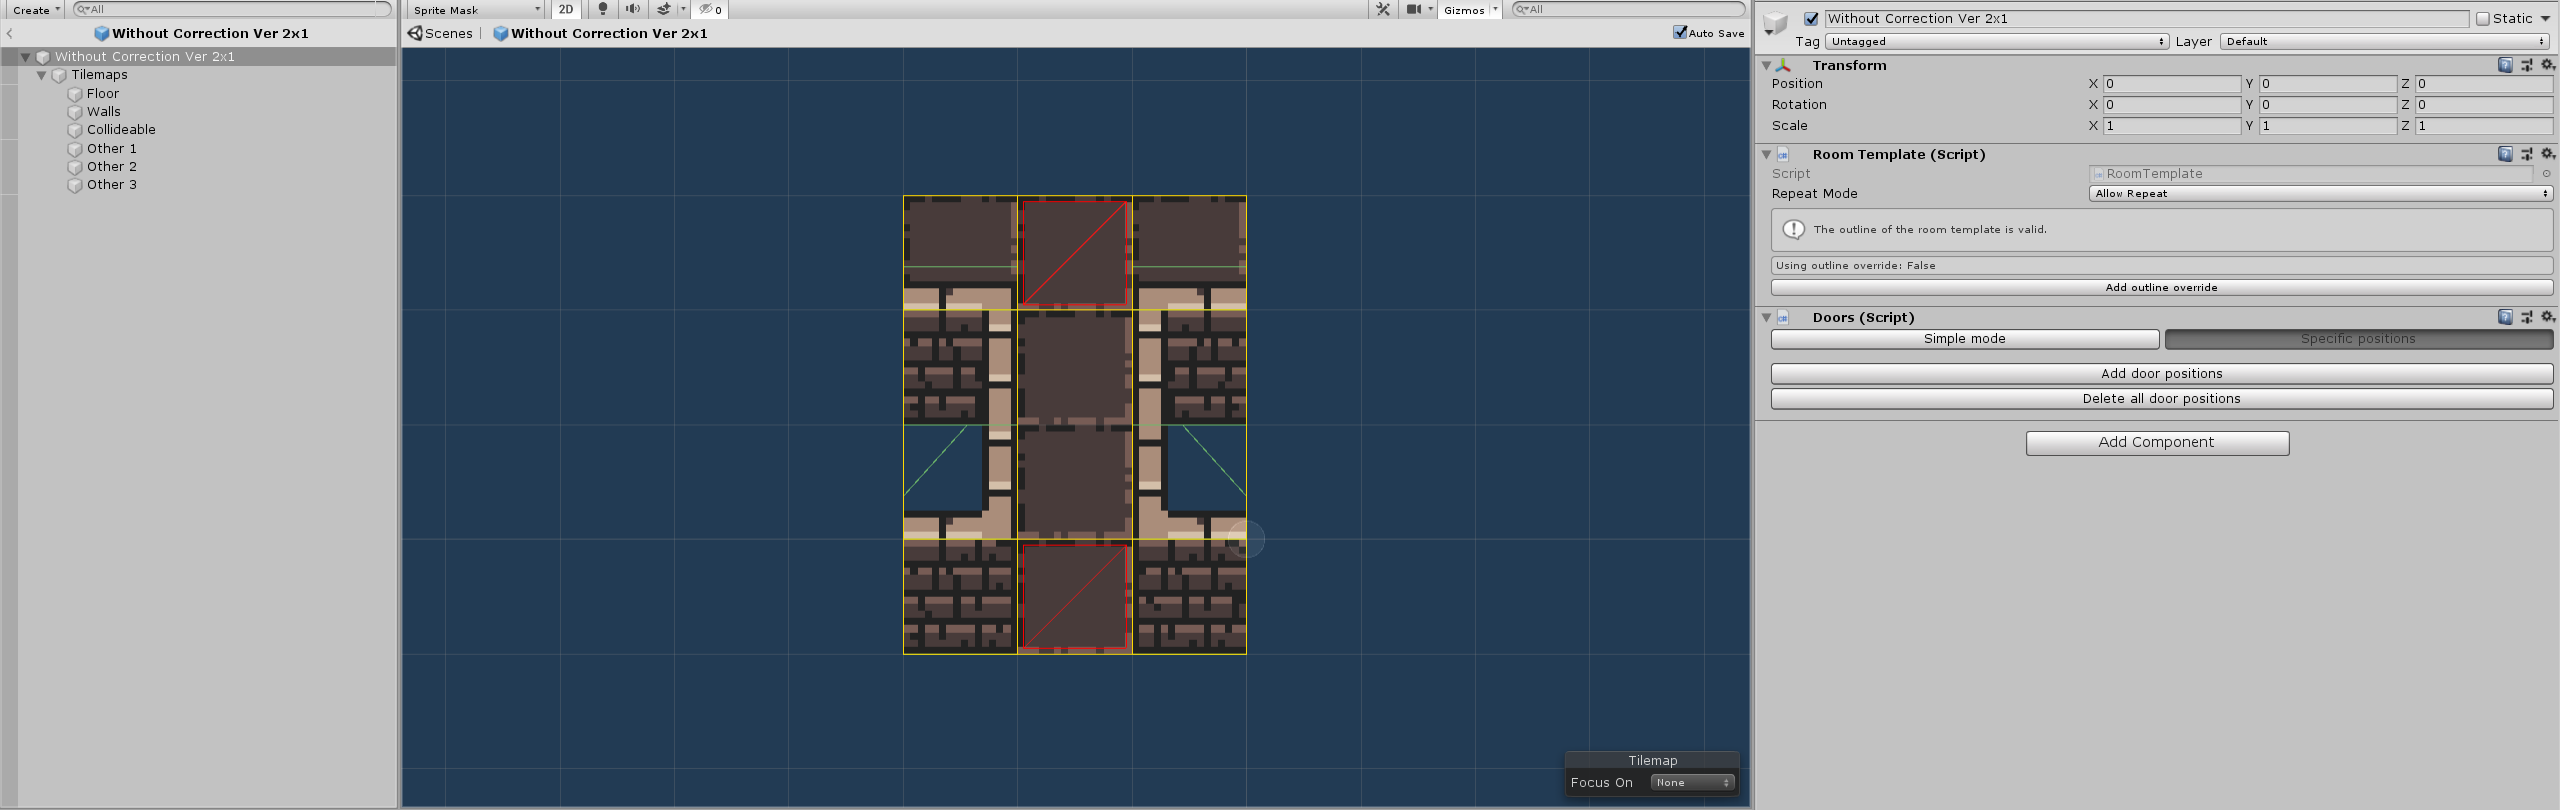 Create
All
Without Correction Ver 2x1
Without Correction Ver 2x1
Tilemaps
Floor
Walls
Collideable
Other 1
Other 2
Other 3
Sprite Mask 2D 0 Gizmos All
Scenes Without Correction Ver 2x1 Auto Save
Tilemap
Focus On None
Without Correction Ver 2x1 Static
Tag Untagged Layer Default
Transform
Position X 0 Y 0 Z 0
Rotation X 0 Y 0 Z 0
Scale X 1 Y 1 Z 1
Room Template (Script)
Script RoomTemplate
Repeat Mode Allow Repeat
The outline of the room template is valid.
Using outline override: False
Add outline override
Doors (Script)
Simple mode Specific positions
Add door positions
Delete all door positions
Add Component